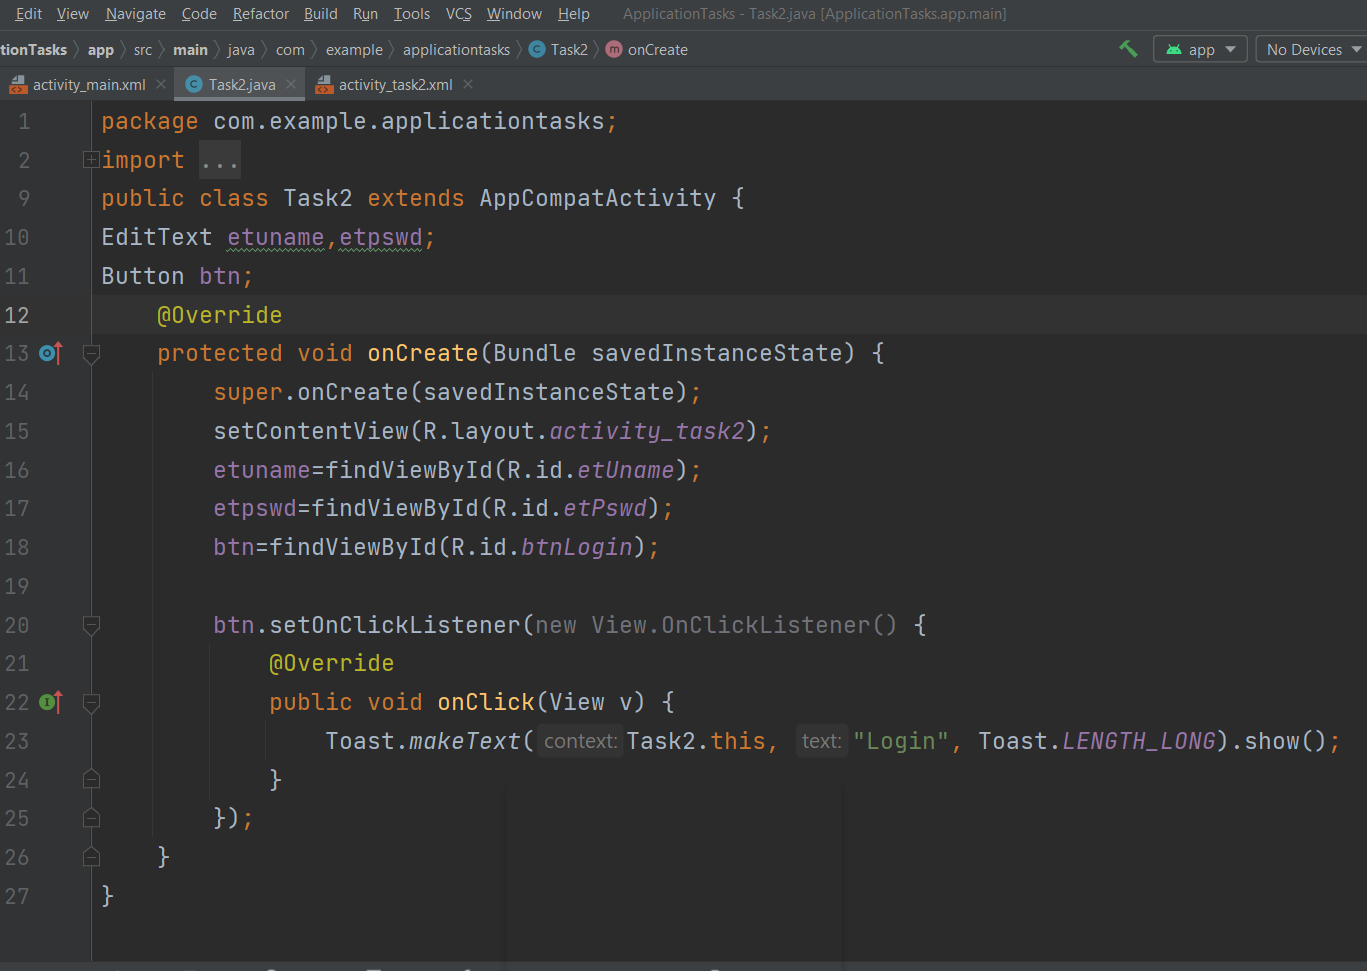 Edit View Navigate Code Refactor Build Run Tools VCS Window Help ApplicationTasks - Task2.java [ApplicationTasks.app.main]
tionTasks app src main java com example applicationtasks Task2 onCreate app No Devices
activity_main.xml Task2.java activity_task2.xml
1 package com.example.applicationtasks;
2 import ...
9 public class Task2 extends AppCompatActivity {
10 EditText etuname,etpswd;
11 Button btn;
12 @Override
13 protected void onCreate(Bundle savedInstanceState) {
14 super.onCreate(savedInstanceState);
15 setContentView(R.layout.activity_task2);
16 etuname=findViewById(R.id.etUname);
17 etpswd=findViewById(R.id.etPswd);
18 btn=findViewById(R.id.btnLogin);
19
20 btn.setOnClickListener(new View.OnClickListener() {
21 @Override
22 public void onClick(View v) {
23 Toast.makeText( context: Task2.this, text: "Login", Toast.LENGTH_LONG).show();
24 }
25 });
26 }
27 }